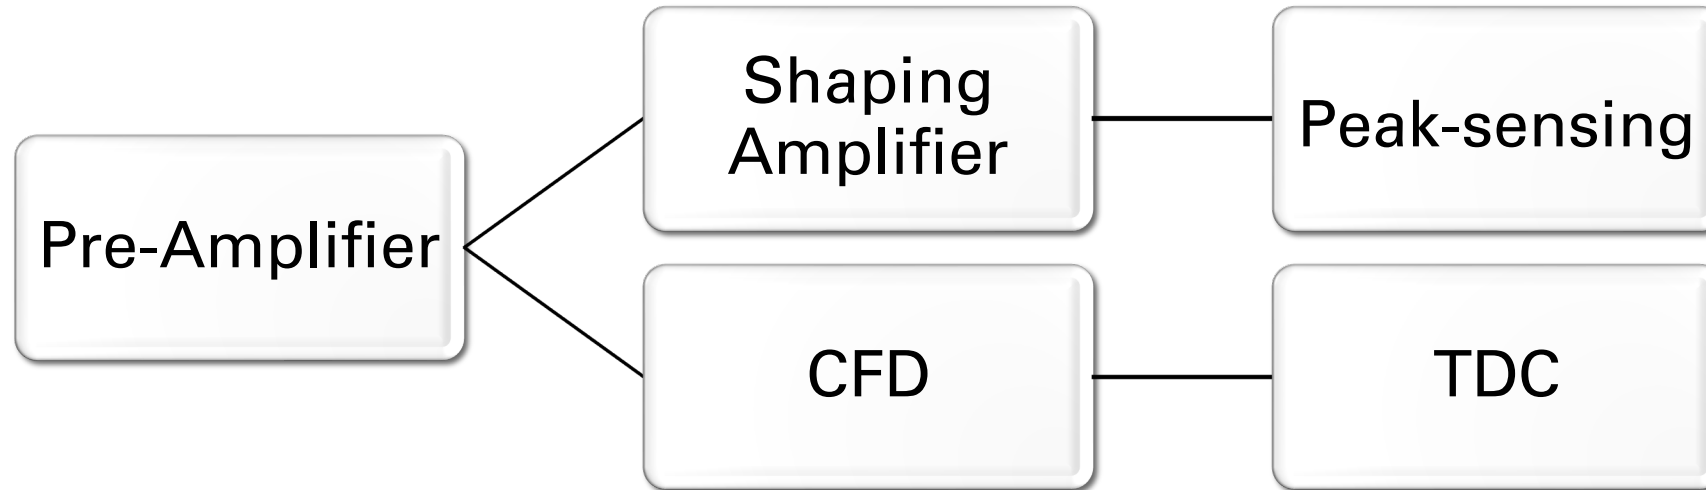 Pre-Amplifier
Shaping
Amplifier
Peak-sensing
CFD
TDC